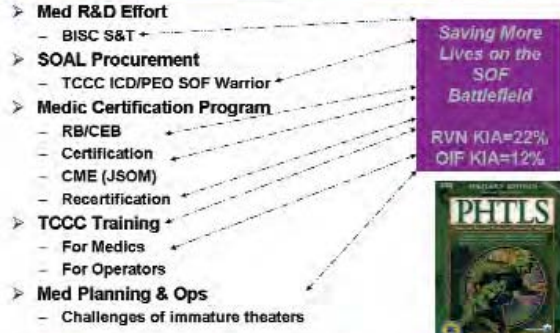 ➢ Med R&D Effort
– BISC S&T
➢ SOAL Procurement
– TCCC ICD/PEO SOF Warrior
➢ Medic Certification Program
– RB/CEB
– Certification
– CME (JSOM)
– Recertification
➢ TCCC Training
– For Medics
– For Operators
➢ Med Planning & Ops
– Challenges of immature theaters
Saving More
Lives on the
SOF
Battlefield
RVN KIA=22%
OIF KIA=12%
MILITARY EDITION
PHTLS